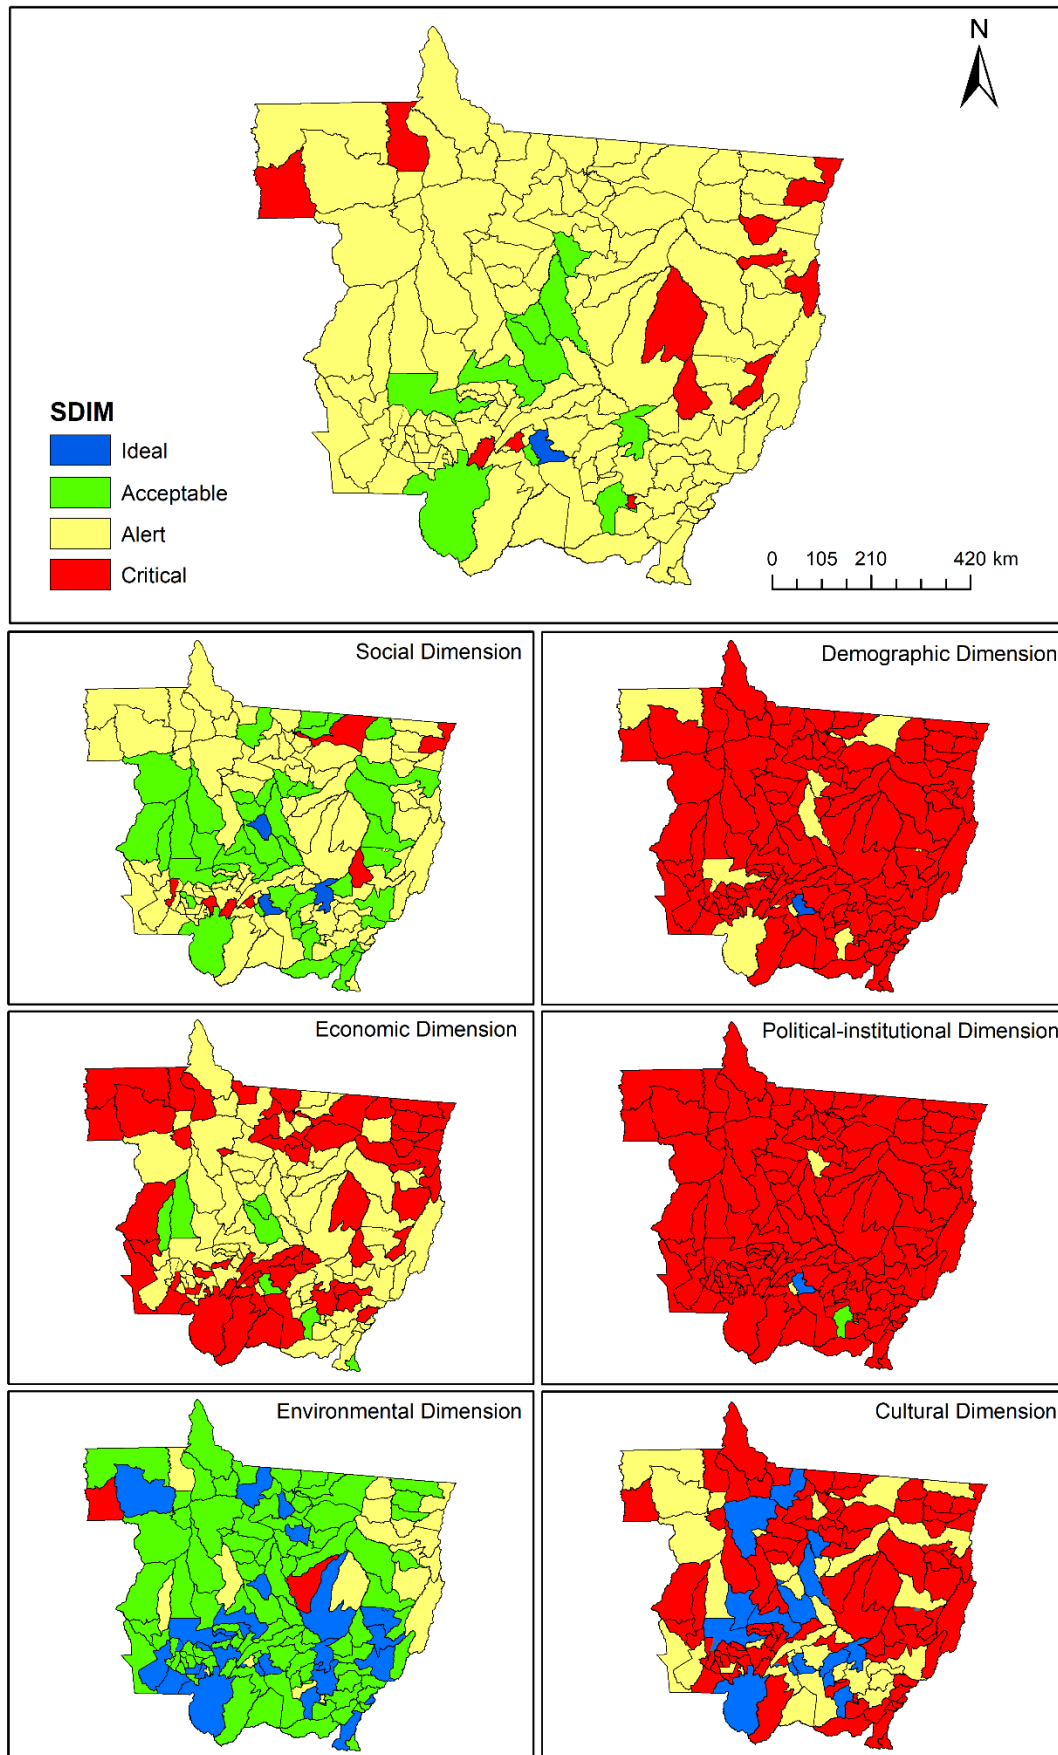 N
SDIM
Ideal
Acceptable
Alert
Critical
0 105 210 420 km
Social Dimension
Demographic Dimension
Economic Dimension
Political-institutional Dimension
Environmental Dimension
Cultural Dimension